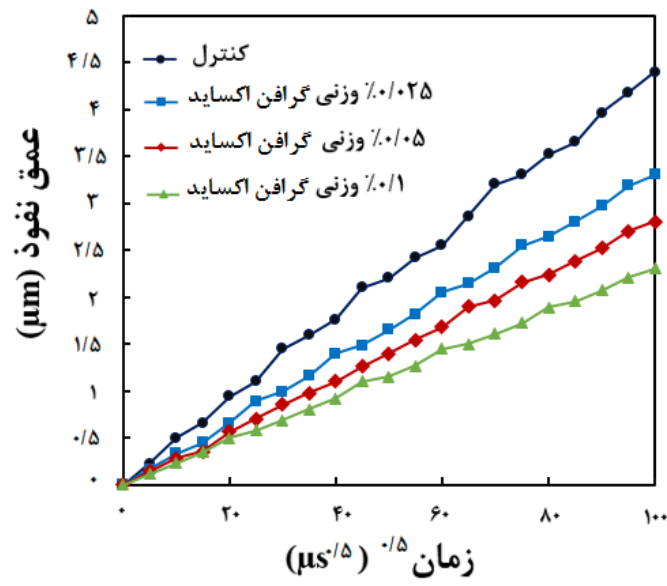 ۵
۴/۵
۴
۳/۵
۳
۲/۵
۲
۱/۵
۱
۰/۵
۰
عمق نفوذ (µm)
کنترل
٪۰/۰۲۵ وزنی گرافن اکساید
٪۰/۰۵ وزنی گرافن اکساید
٪۰/۱ وزنی گرافن اکساید
۰ ۲۰ ۴۰ ۶۰ ۸۰ ۱۰۰
زمان ۰/۵ (µs۰/۵)